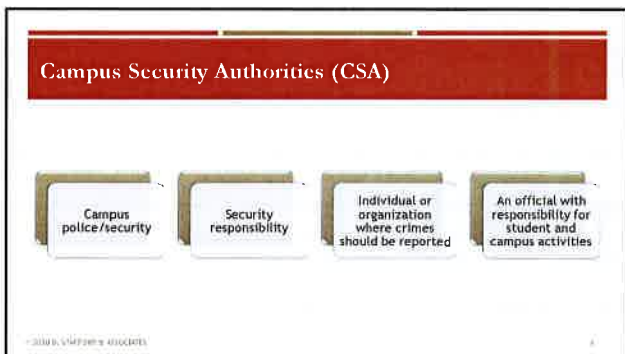 Campus Security Authorities (CSA)
Campus
police/security
Security
responsibility
Individual or
organization
where crimes
should be reported
An official with
responsibility for
student and
campus activities
& ASSOCIATES